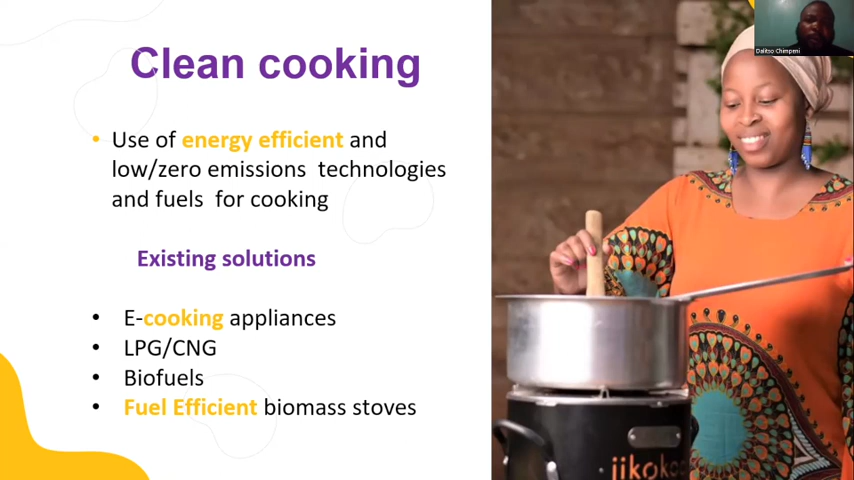 Clean cooking
Dalitso Chimpeni
• Use of energy efficient and
low/zero emissions technologies
and fuels for cooking
Existing solutions
• E-cooking appliances
• LPG/CNG
• Biofuels
• Fuel Efficient biomass stoves